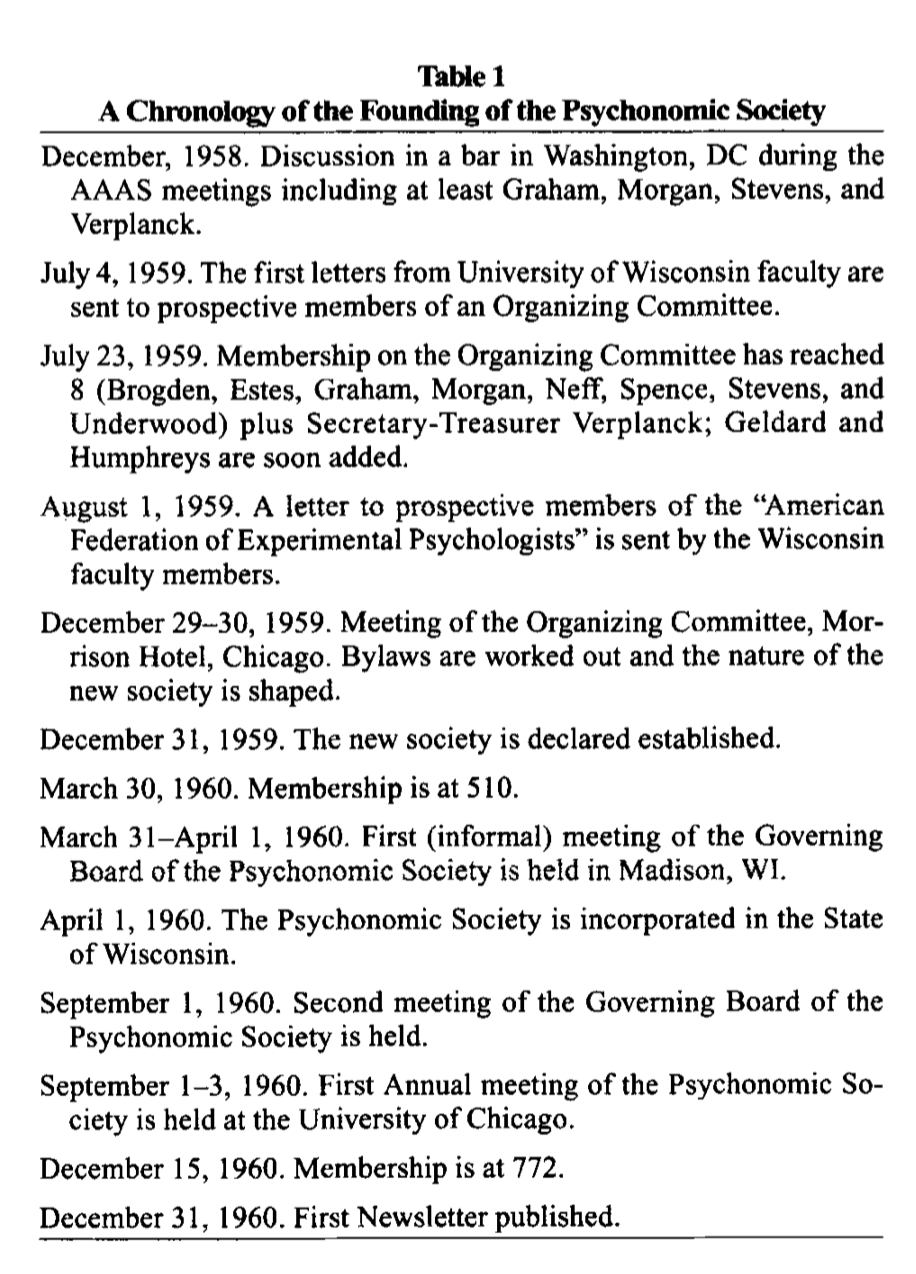 Table 1
A Chronology of the Founding of the Psychonomic Society
December, 1958. Discussion in a bar in Washington, DC during the
AAAS meetings including at least Graham, Morgan, Stevens, and
Verplanck.
July 4, 1959. The first letters from University of Wisconsin faculty are
sent to prospective members of an Organizing Committee.
July 23, 1959. Membership on the Organizing Committee has reached
8 (Brogden, Estes, Graham, Morgan, Neff, Spence, Stevens, and
Underwood) plus Secretary-Treasurer Verplanck; Geldard and
Humphreys are soon added.
August 1, 1959. A letter to prospective members of the “American
Federation of Experimental Psychologists” is sent by the Wisconsin
faculty members.
December 29–30, 1959. Meeting of the Organizing Committee, Mor-
rison Hotel, Chicago. Bylaws are worked out and the nature of the
new society is shaped.
December 31, 1959. The new society is declared established.
March 30, 1960. Membership is at 510.
March 31–April 1, 1960. First (informal) meeting of the Governing
Board of the Psychonomic Society is held in Madison, WI.
April 1, 1960. The Psychonomic Society is incorporated in the State
of Wisconsin.
September 1, 1960. Second meeting of the Governing Board of the
Psychonomic Society is held.
September 1–3, 1960. First Annual meeting of the Psychonomic So-
ciety is held at the University of Chicago.
December 15, 1960. Membership is at 772.
December 31, 1960. First Newsletter published.